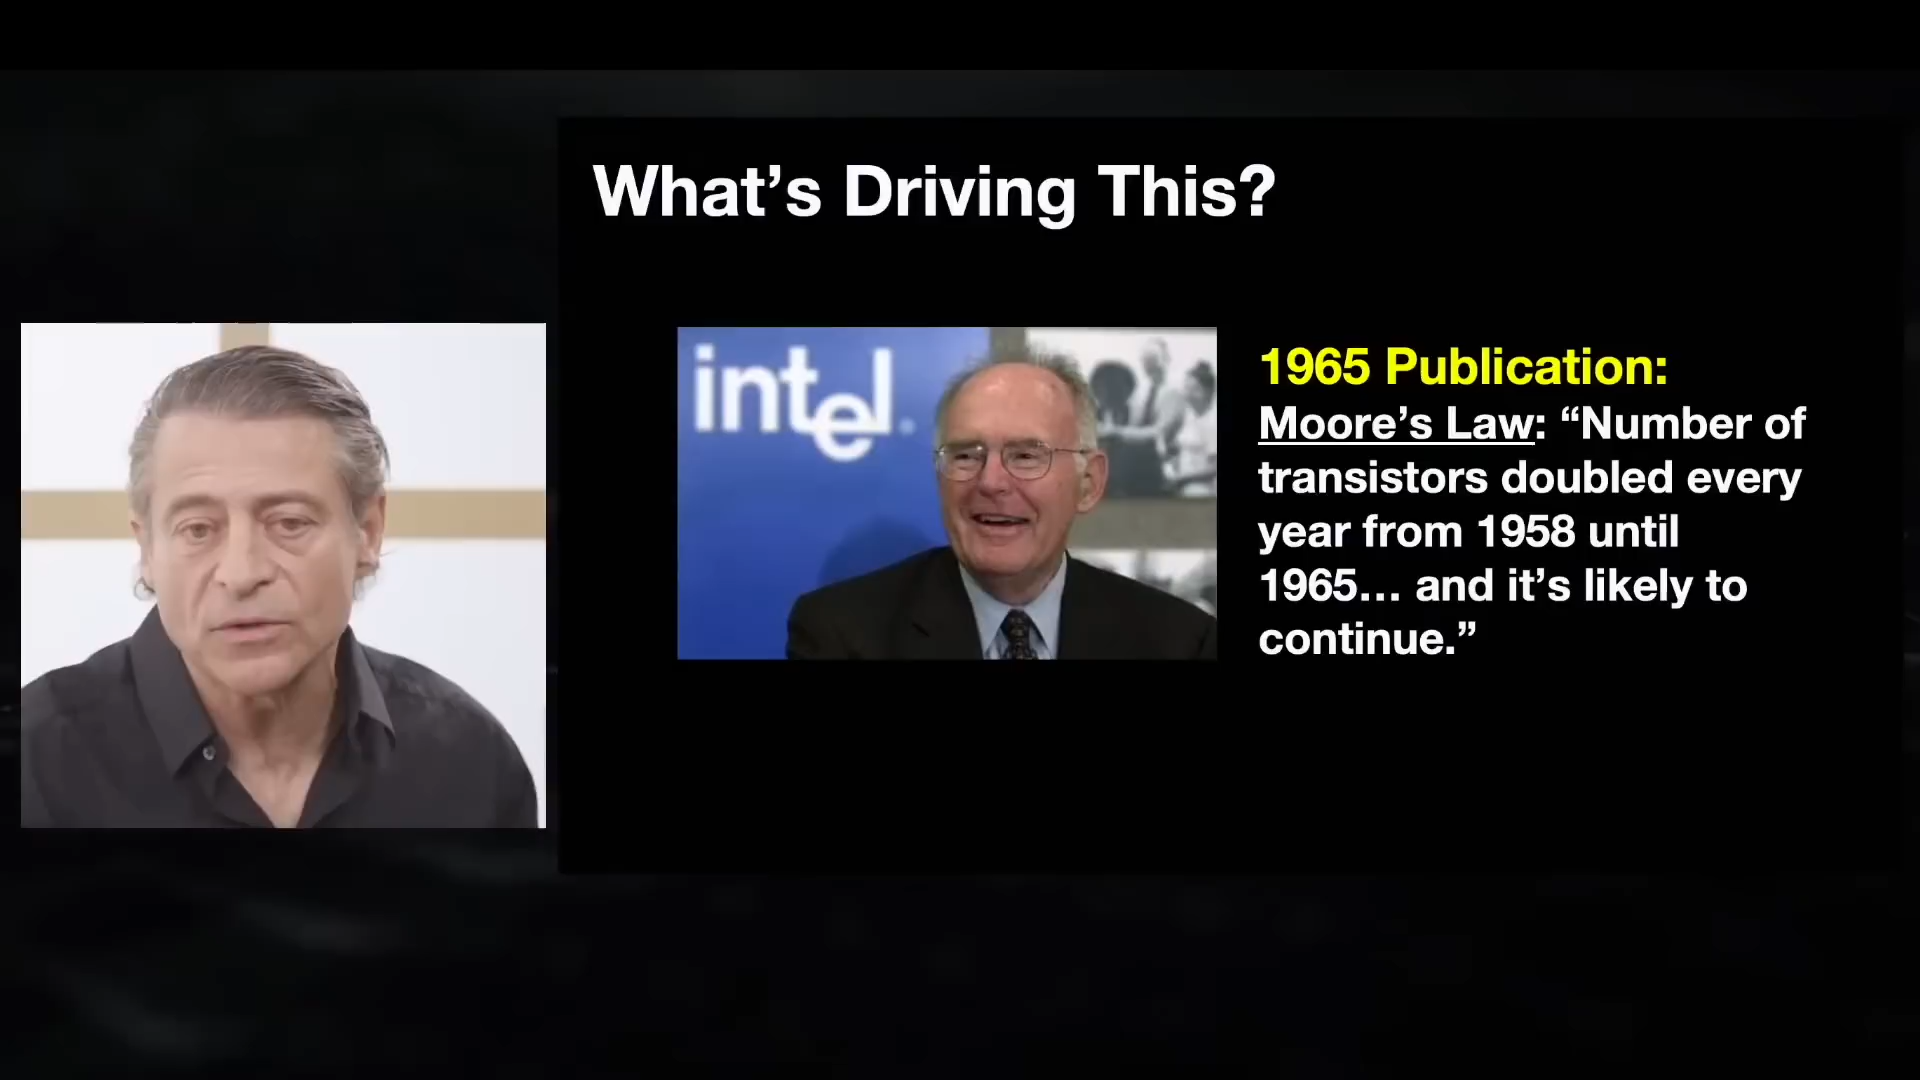 What’s Driving This?
intel.
1965 Publication:
Moore’s Law: “Number of
transistors doubled every
year from 1958 until
1965… and it’s likely to
continue.”